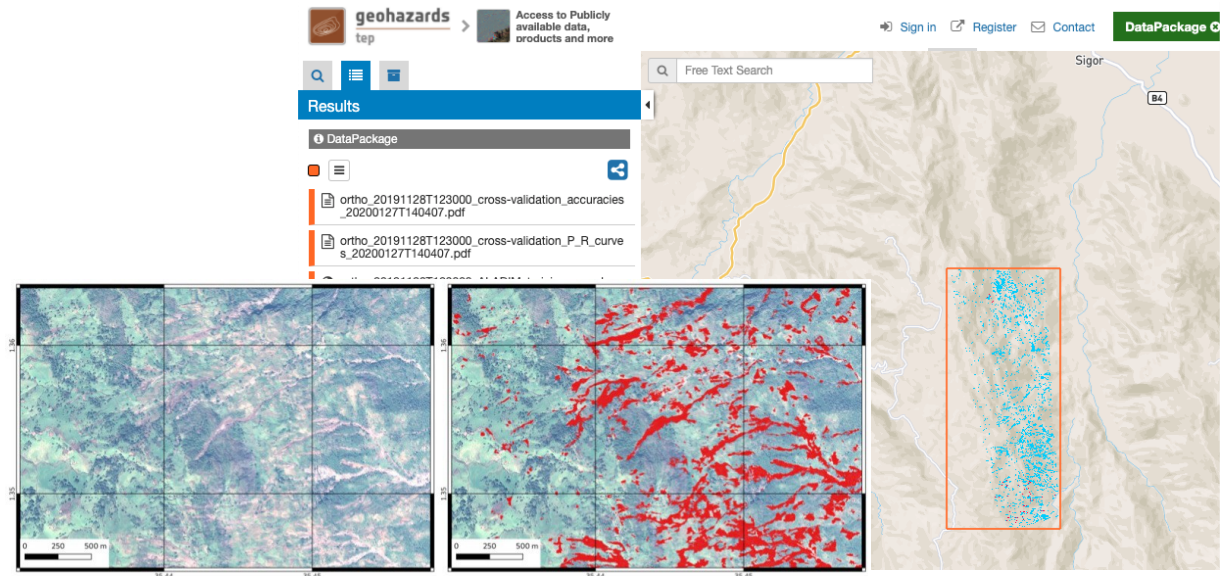 geohazards
tep
Access to Publicly
available data,
products and more
Sign in
Register
Contact
DataPackage
Results
DataPackage
ortho_20191128T123000_cross-validation_accuracies
_20200127T140407.pdf
ortho_20191128T123000_cross-validation_P_R_curve
s_20200127T140407.pdf
Free Text Search
Sigor
B4
1.36
1.35
0 250 500 m
1.36
1.35
0 250 500 m